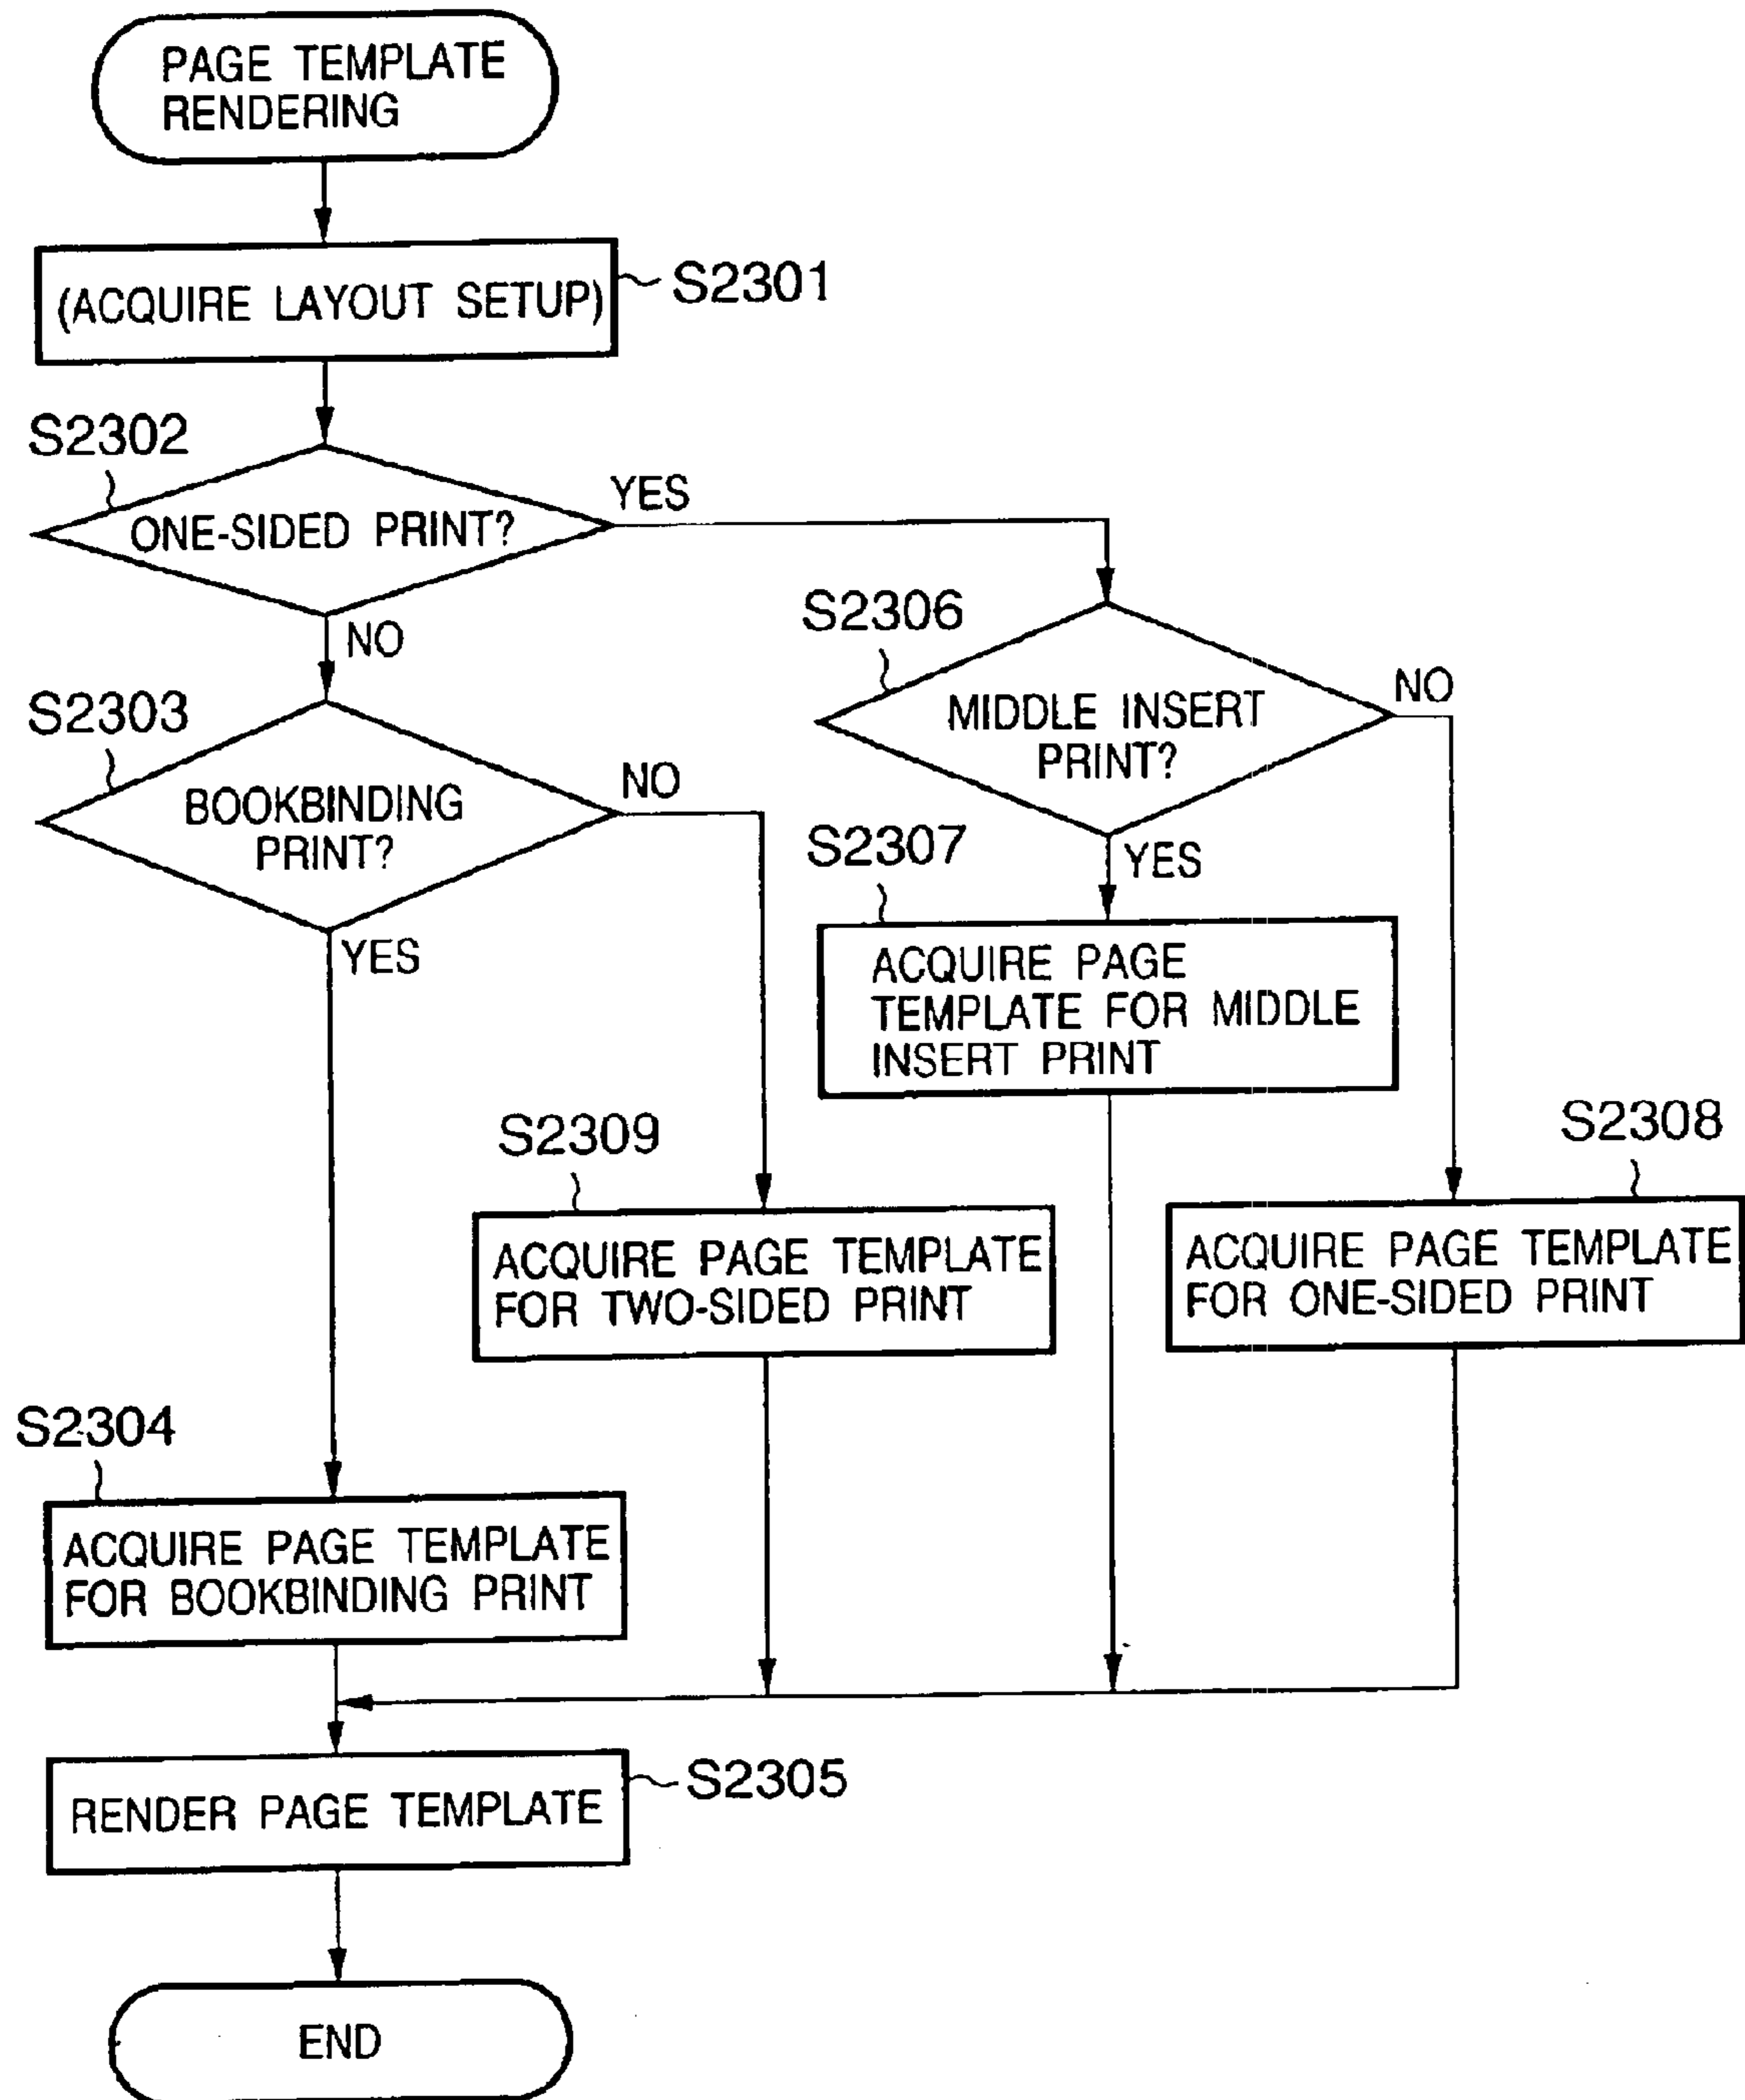 PAGE TEMPLATE
RENDERING
(ACQUIRE LAYOUT SETUP)
S2301
S2302
ONE-SIDED PRINT?
YES
NO
S2303
BOOKBINDING
PRINT?
NO
YES
S2306
MIDDLE INSERT
PRINT?
NO
YES
S2307
ACQUIRE PAGE
TEMPLATE FOR MIDDLE
INSERT PRINT
S2309
ACQUIRE PAGE TEMPLATE
FOR TWO-SIDED PRINT
S2308
ACQUIRE PAGE TEMPLATE
FOR ONE-SIDED PRINT
S2304
ACQUIRE PAGE TEMPLATE
FOR BOOKBINDING PRINT
RENDER PAGE TEMPLATE
S2305
END